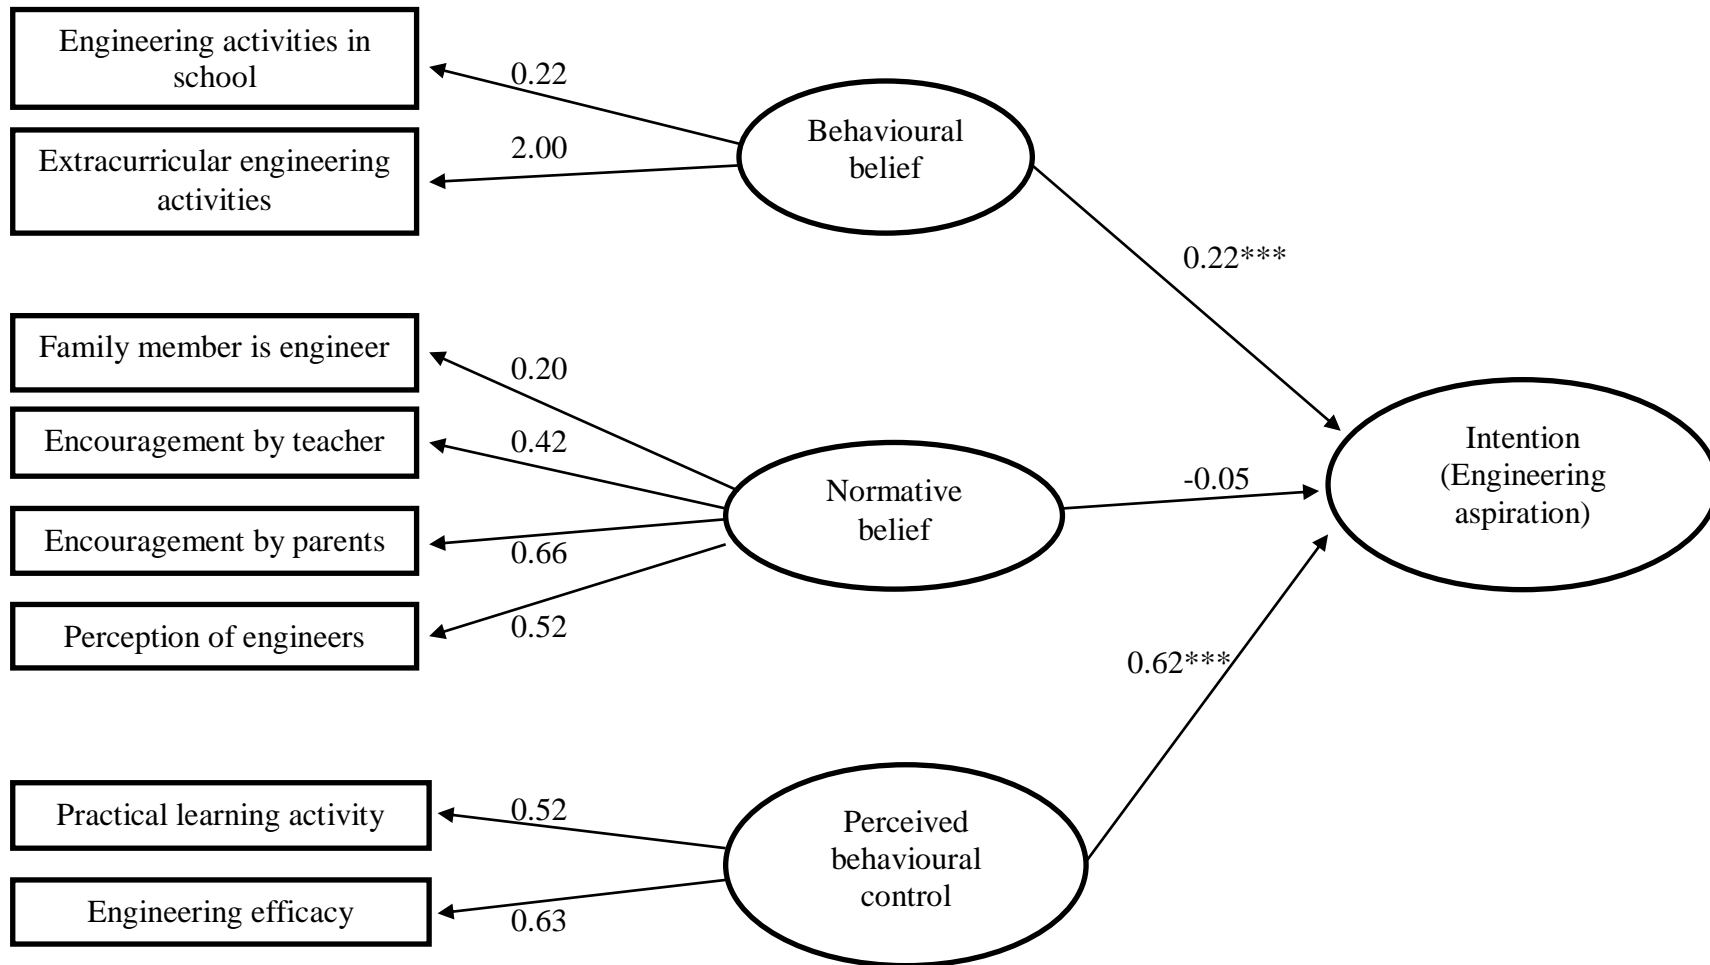 Engineering activities in
school
0.22
Extracurricular engineering
activities
2.00
Behavioural
belief
0.22***
Family member is engineer
0.20
Encouragement by teacher
0.42
Encouragement by parents
0.66
Perception of engineers
0.52
Normative
belief
-0.05
Intention
(Engineering
aspiration)
0.62***
Practical learning activity
0.52
Engineering efficacy
0.63
Perceived
behavioural
control